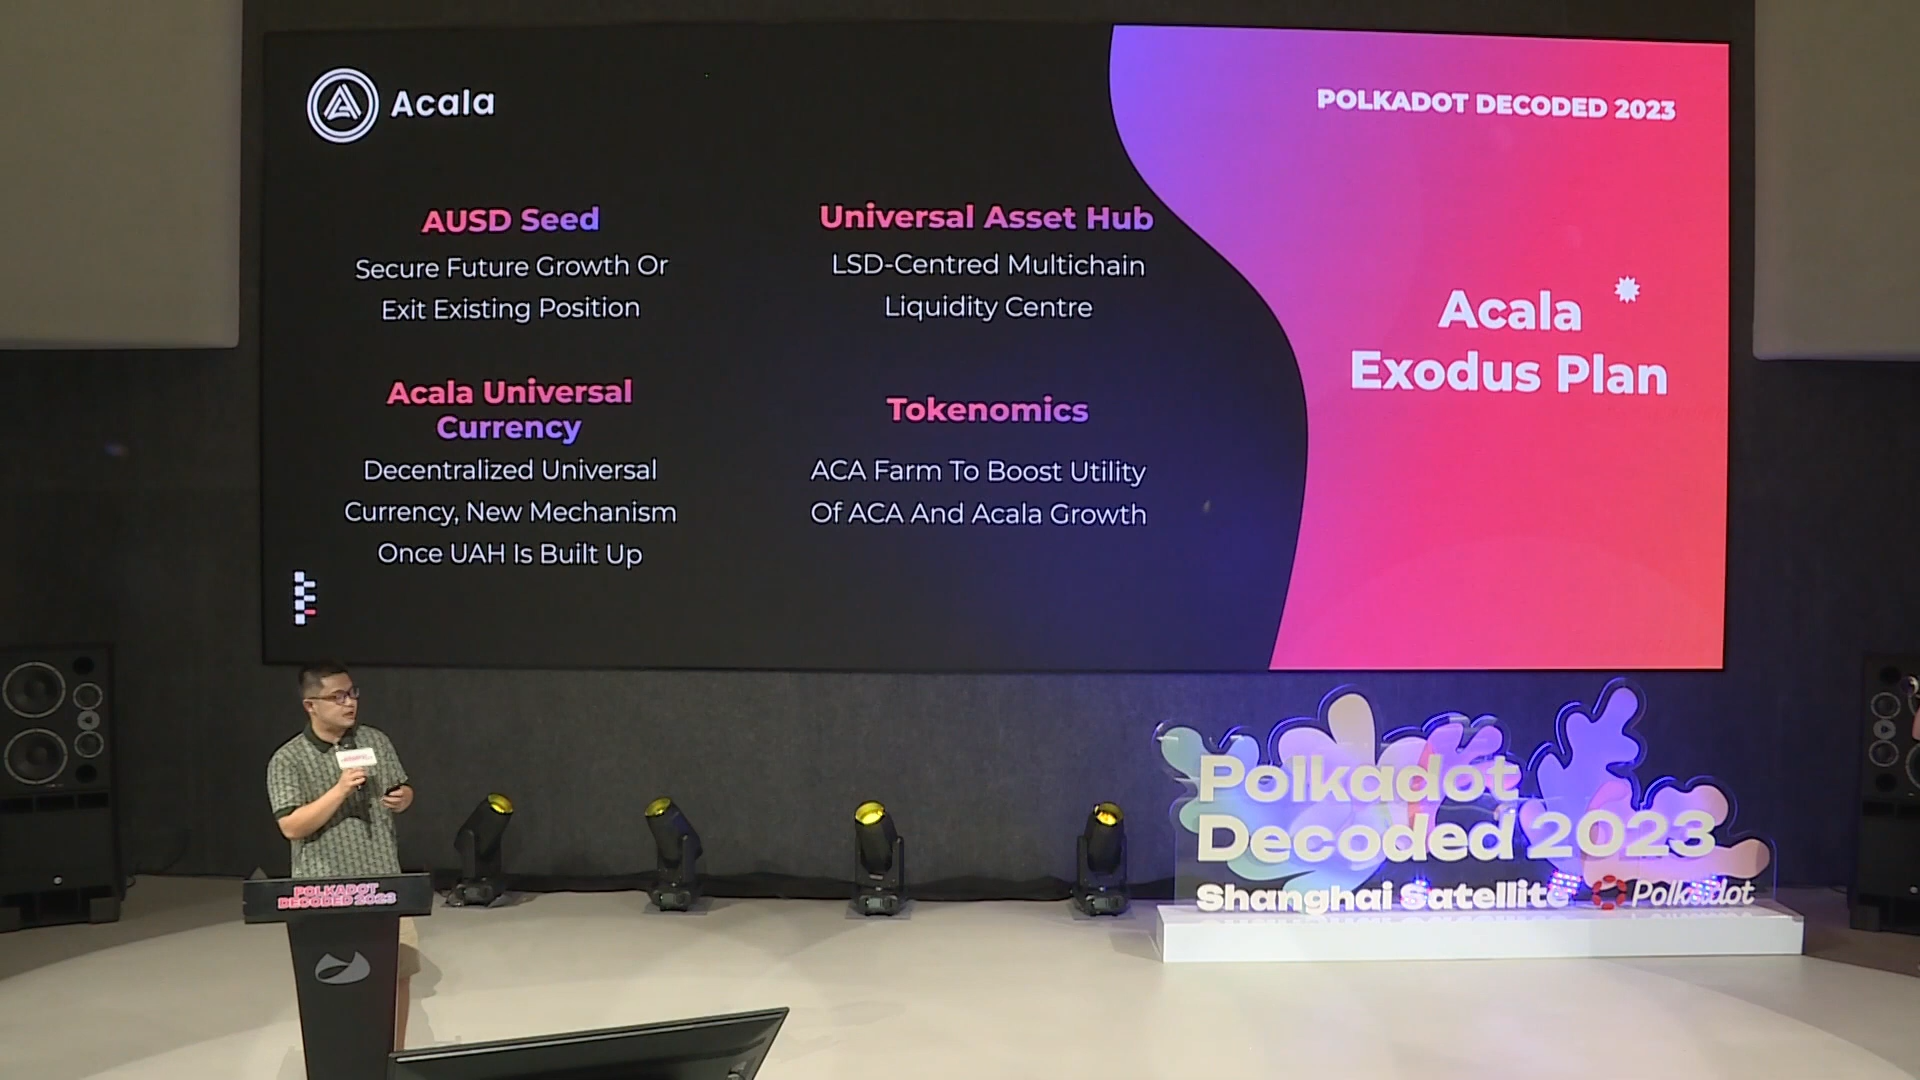 Acala
POLKADOT DECODED 2023
AUSD Seed
Secure Future Growth Or
Exit Existing Position
Universal Asset Hub
LSD-Centred Multichain
Liquidity Centre
Acala Universal
Currency
Decentralized Universal
Currency, New Mechanism
Once UAH Is Built Up
Tokenomics
ACA Farm To Boost Utility
Of ACA And Acala Growth
Acala
Exodus Plan
Polkadot
Decoded 2023
Shanghai Satellite
Polkadot
POLKADOT
DECODED 2023